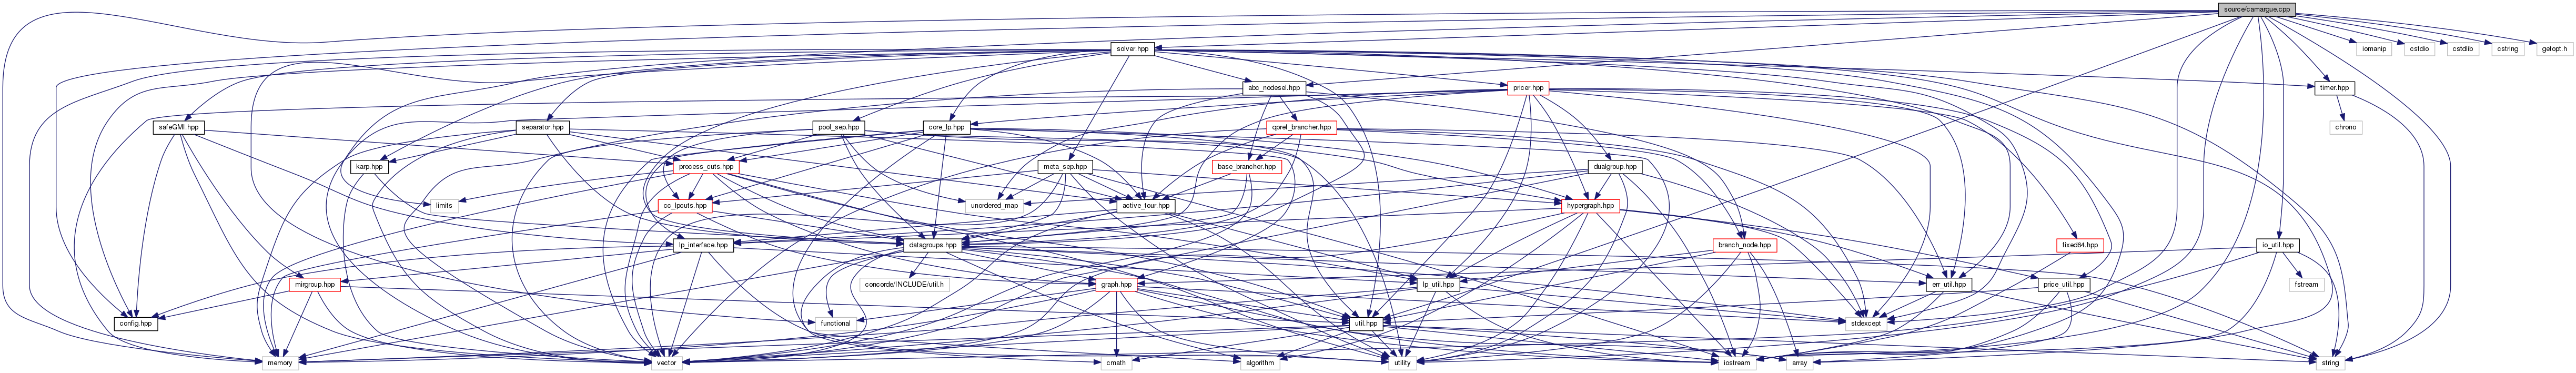 source/camargue.cpp
solver.hpp
iomanip
cstdio
cstdlib
cstring
getopt.h
abc_nodesel.hpp
pricer.hpp
timer.hpp
safeGMI.hpp
separator.hpp
pool_sep.hpp
core_lp.hpp
qpref_brancher.hpp
chrono
karp.hpp
process_cuts.hpp
meta_sep.hpp
base_brancher.hpp
dualgroup.hpp
limits
cc_lpcuts.hpp
unordered_map
active_tour.hpp
hypergraph.hpp
lp_interface.hpp
datagroups.hpp
branch_node.hpp
fixed64.hpp
io_util.hpp
mirgroup.hpp
concorde/INCLUDE/util.h
graph.hpp
lp_util.hpp
err_util.hpp
price_util.hpp
fstream
config.hpp
functional
util.hpp
stdexcept
memory
vector
cmath
algorithm
utility
iostream
array
string